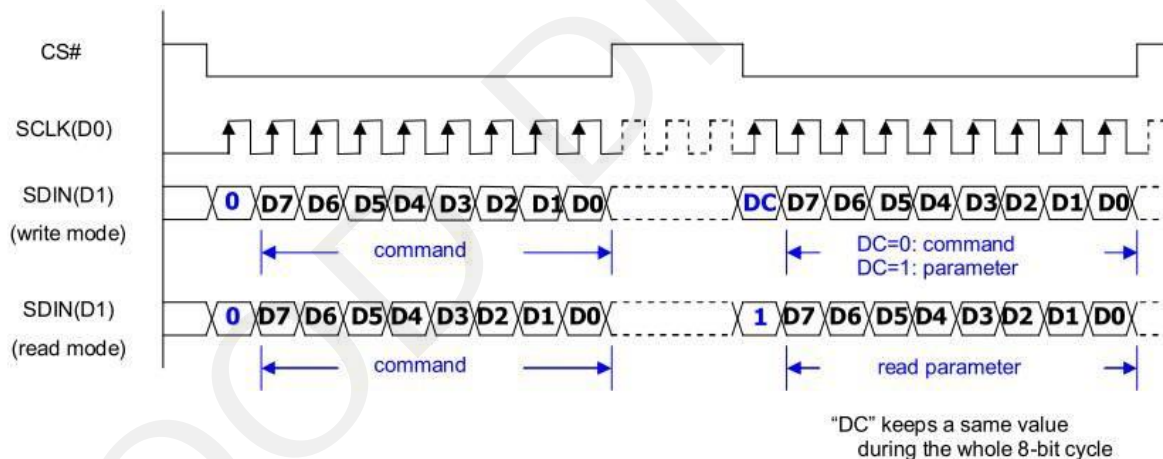 CS#
SCLK(D0)
SDIN(D1)
(write mode)
0 D7 D6 D5 D4 D3 D2 D1 D0 DC D7 D6 D5 D4 D3 D2 D1 D0
command
DC=0: command
DC=1: parameter
SDIN(D1)
(read mode)
0 D7 D6 D5 D4 D3 D2 D1 D0 1 D7 D6 D5 D4 D3 D2 D1 D0
command read parameter
“DC” keeps a same value
during the whole 8-bit cycle